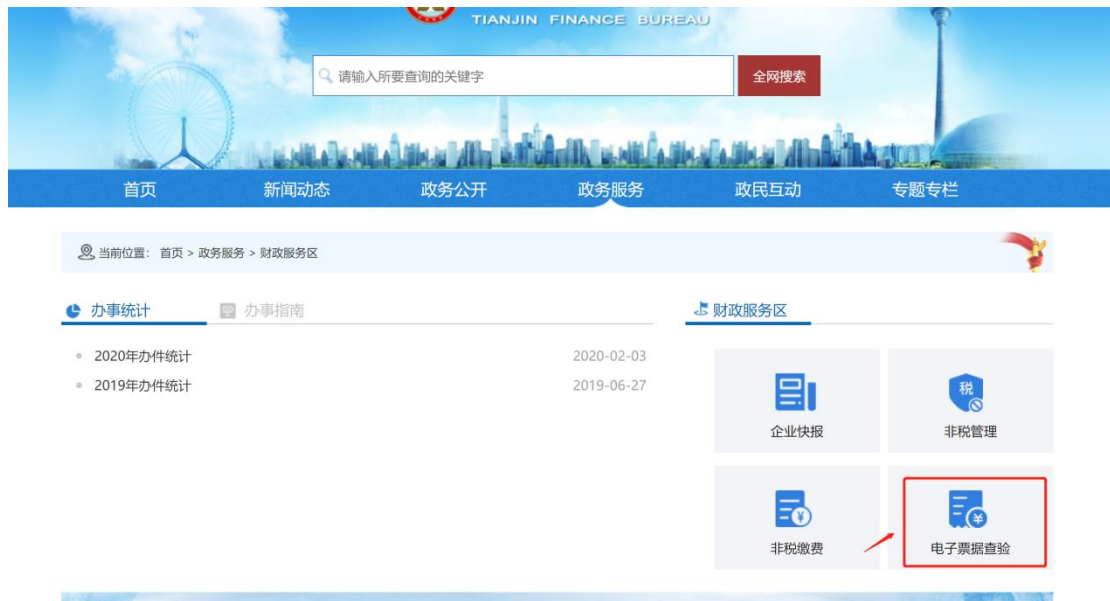 TIANJIN FINANCE BUREAU
请输入所要查询的关键字
全网搜索
首页 新闻动态 政务公开 政务服务 政民互动 专题专栏
当前位置： 首页 > 政务服务 > 财政服务区
办事统计 办事指南
2020年办件统计 2020-02-03
2019年办件统计 2019-06-27
财政服务区
企业快报 税 非税管理
非税缴费 电子票据查验